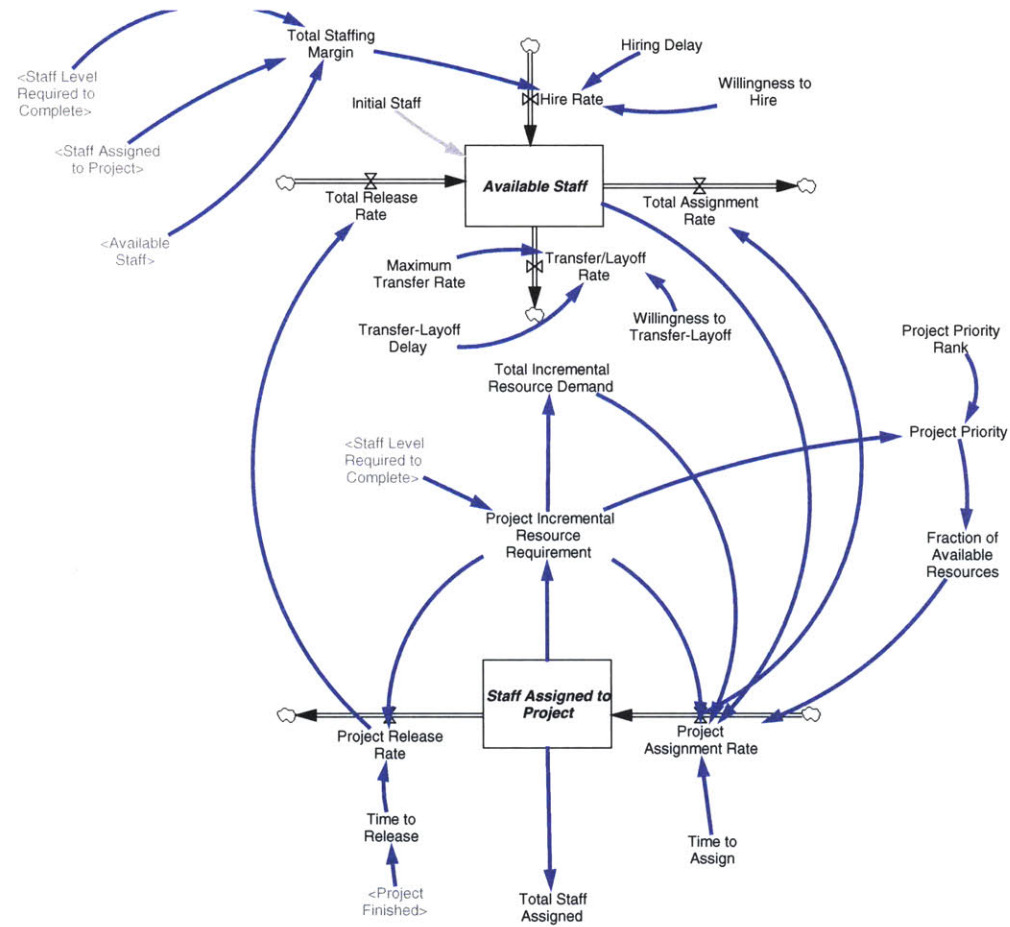 Total Staffing
Margin
Hiring Delay
<Staff Level
Required to
Complete>
Willingness to
Hire
Initial Staff
Hire Rate
<Staff Assigned
to Project>
Available Staff
Total Release
Rate
Total Assignment
Rate
<Available
Staff>
Maximum
Transfer Rate
Transfer/Layoff
Rate
Transfer-Layoff
Delay
Willingness to
Transfer-Layoff
Project Priority
Rank
Total Incremental
Resource Demand
Project Priority
<Staff Level
Required to
Complete>
Project Incremental
Resource
Requirement
Fraction of
Available
Resources
Staff Assigned to
Project
Project Release
Rate
Project
Assignment Rate
Time to
Release
Time to
Assign
<Project
Finished>
Total Staff
Assigned